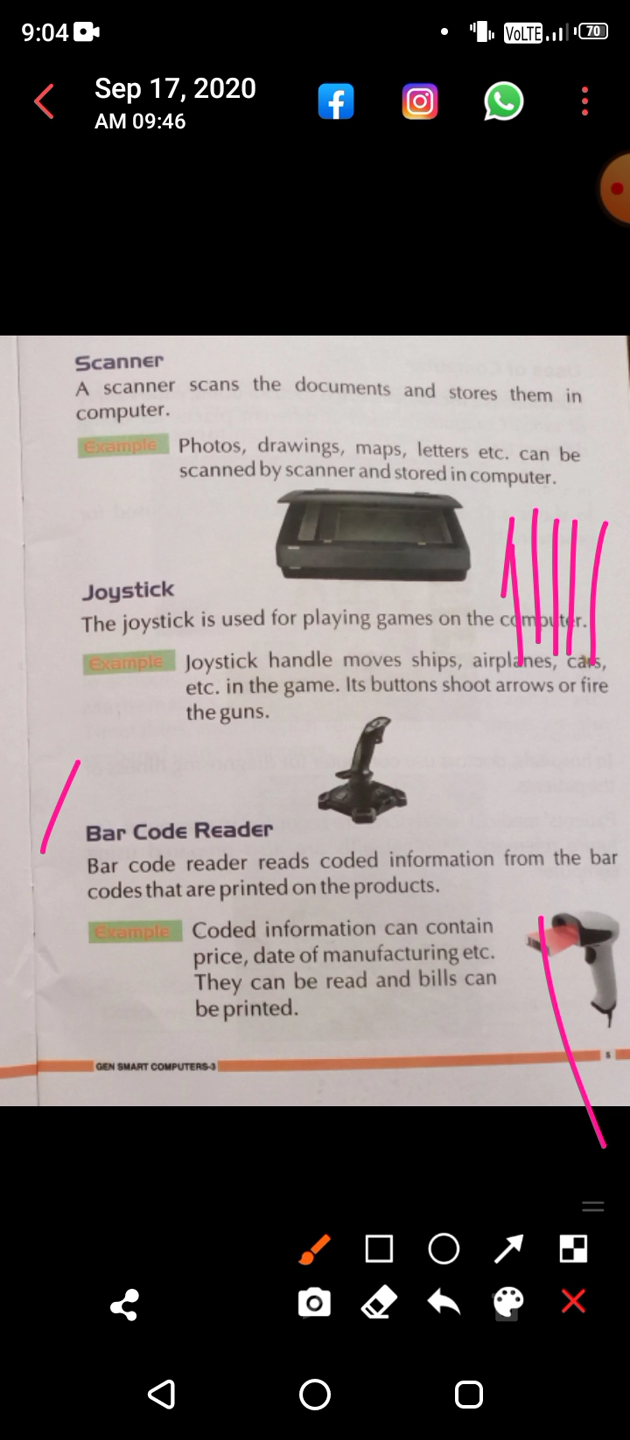 9:04
VoLTE
70
Sep 17, 2020
AM 09:46
Scanner
A scanner scans the documents and stores them in
computer.
Example Photos, drawings, maps, letters etc. can be
scanned by scanner and stored in computer.
Joystick
The joystick is used for playing games on the computer.
Example Joystick handle moves ships, airplanes, cars,
etc. in the game. Its buttons shoot arrows or fire
the guns.
Bar Code Reader
Bar code reader reads coded information from the bar
codes that are printed on the products.
Example Coded information can contain
price, date of manufacturing etc.
They can be read and bills can
be printed.
GEN SMART COMPUTERS-3
5